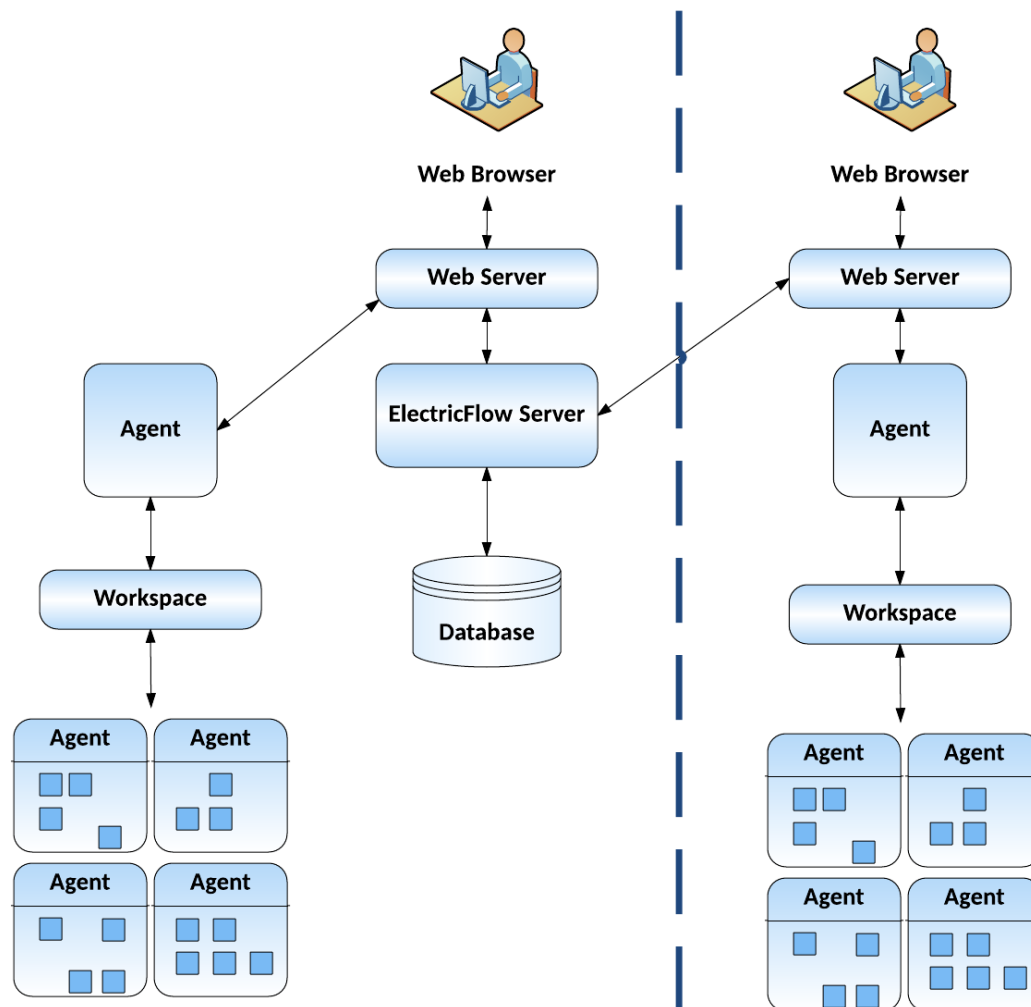 Web Browser
Web Browser
Web Server
Web Server
Agent
ElectricFlow Server
Agent
Workspace
Workspace
Database
Agent
Agent
Agent
Agent
Agent
Agent
Agent
Agent